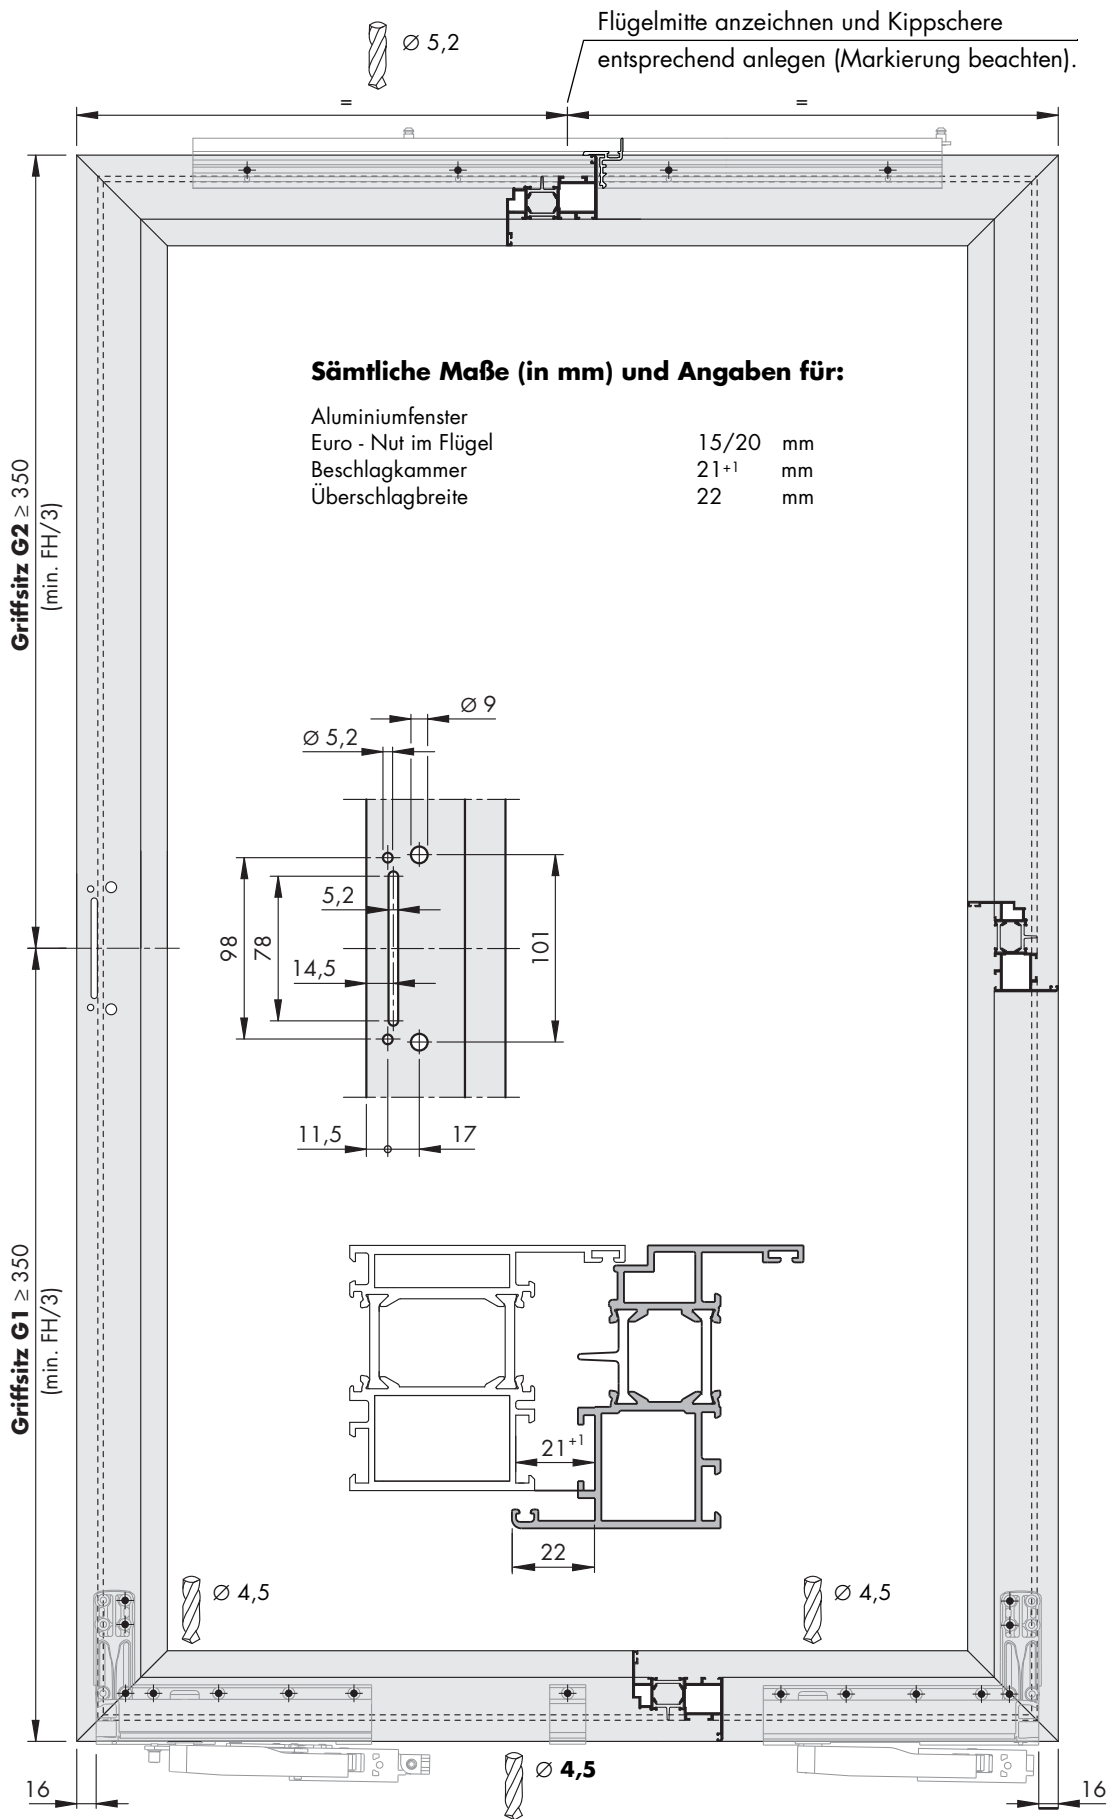 Flügelmitte anzeichnen und Kippschere
entsprechend anlegen (Markierung beachten).
∅ 5,2
=
=
Sämtliche Maße (in mm) und Angaben für:
Aluminiumfenster
Euro - Nut im Flügel 15/20 mm
Beschlagkammer 21+1 mm
Überschlagbreite 22 mm
Griffsitz G2 ≥ 350
(min. FH/3)
∅ 9
∅ 5,2
5,2
98
78
101
14,5
11,5
17
Griffsitz G1 ≥ 350
(min. FH/3)
21+1
22
∅ 4,5
∅ 4,5
∅ 4,5
16
16